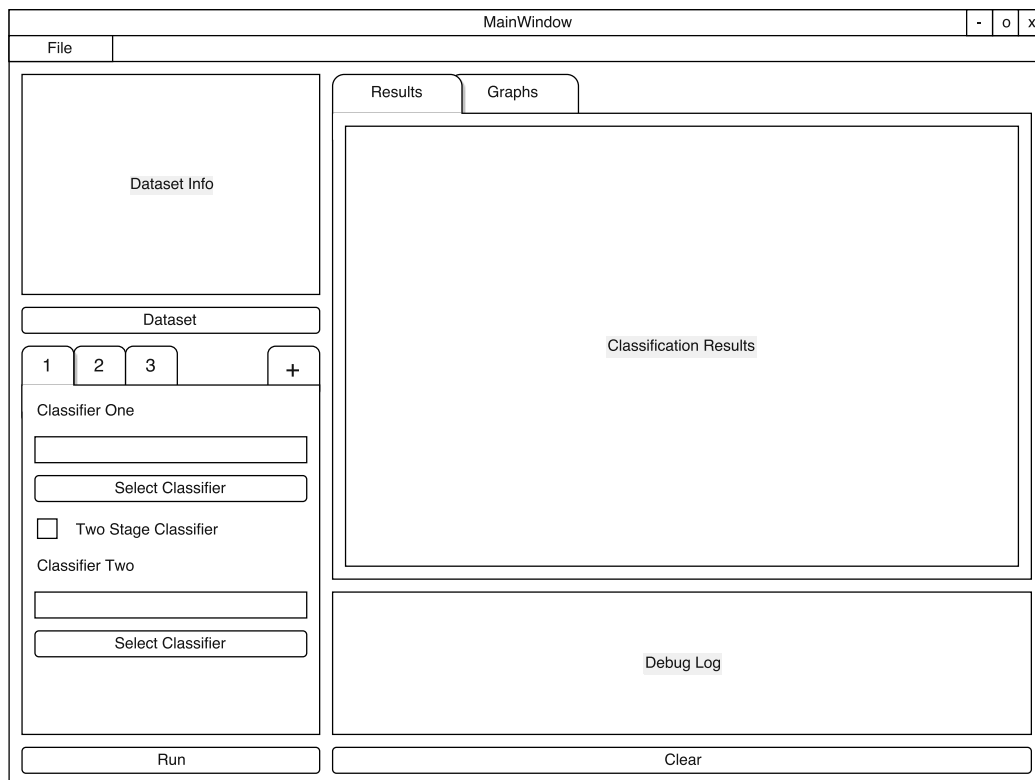 MainWindow
- o x
File
Dataset Info
Dataset
1 2 3 +
Classifier One
Select Classifier
Two Stage Classifier
Classifier Two
Select Classifier
Run
Results Graphs
Classification Results
Debug Log
Clear